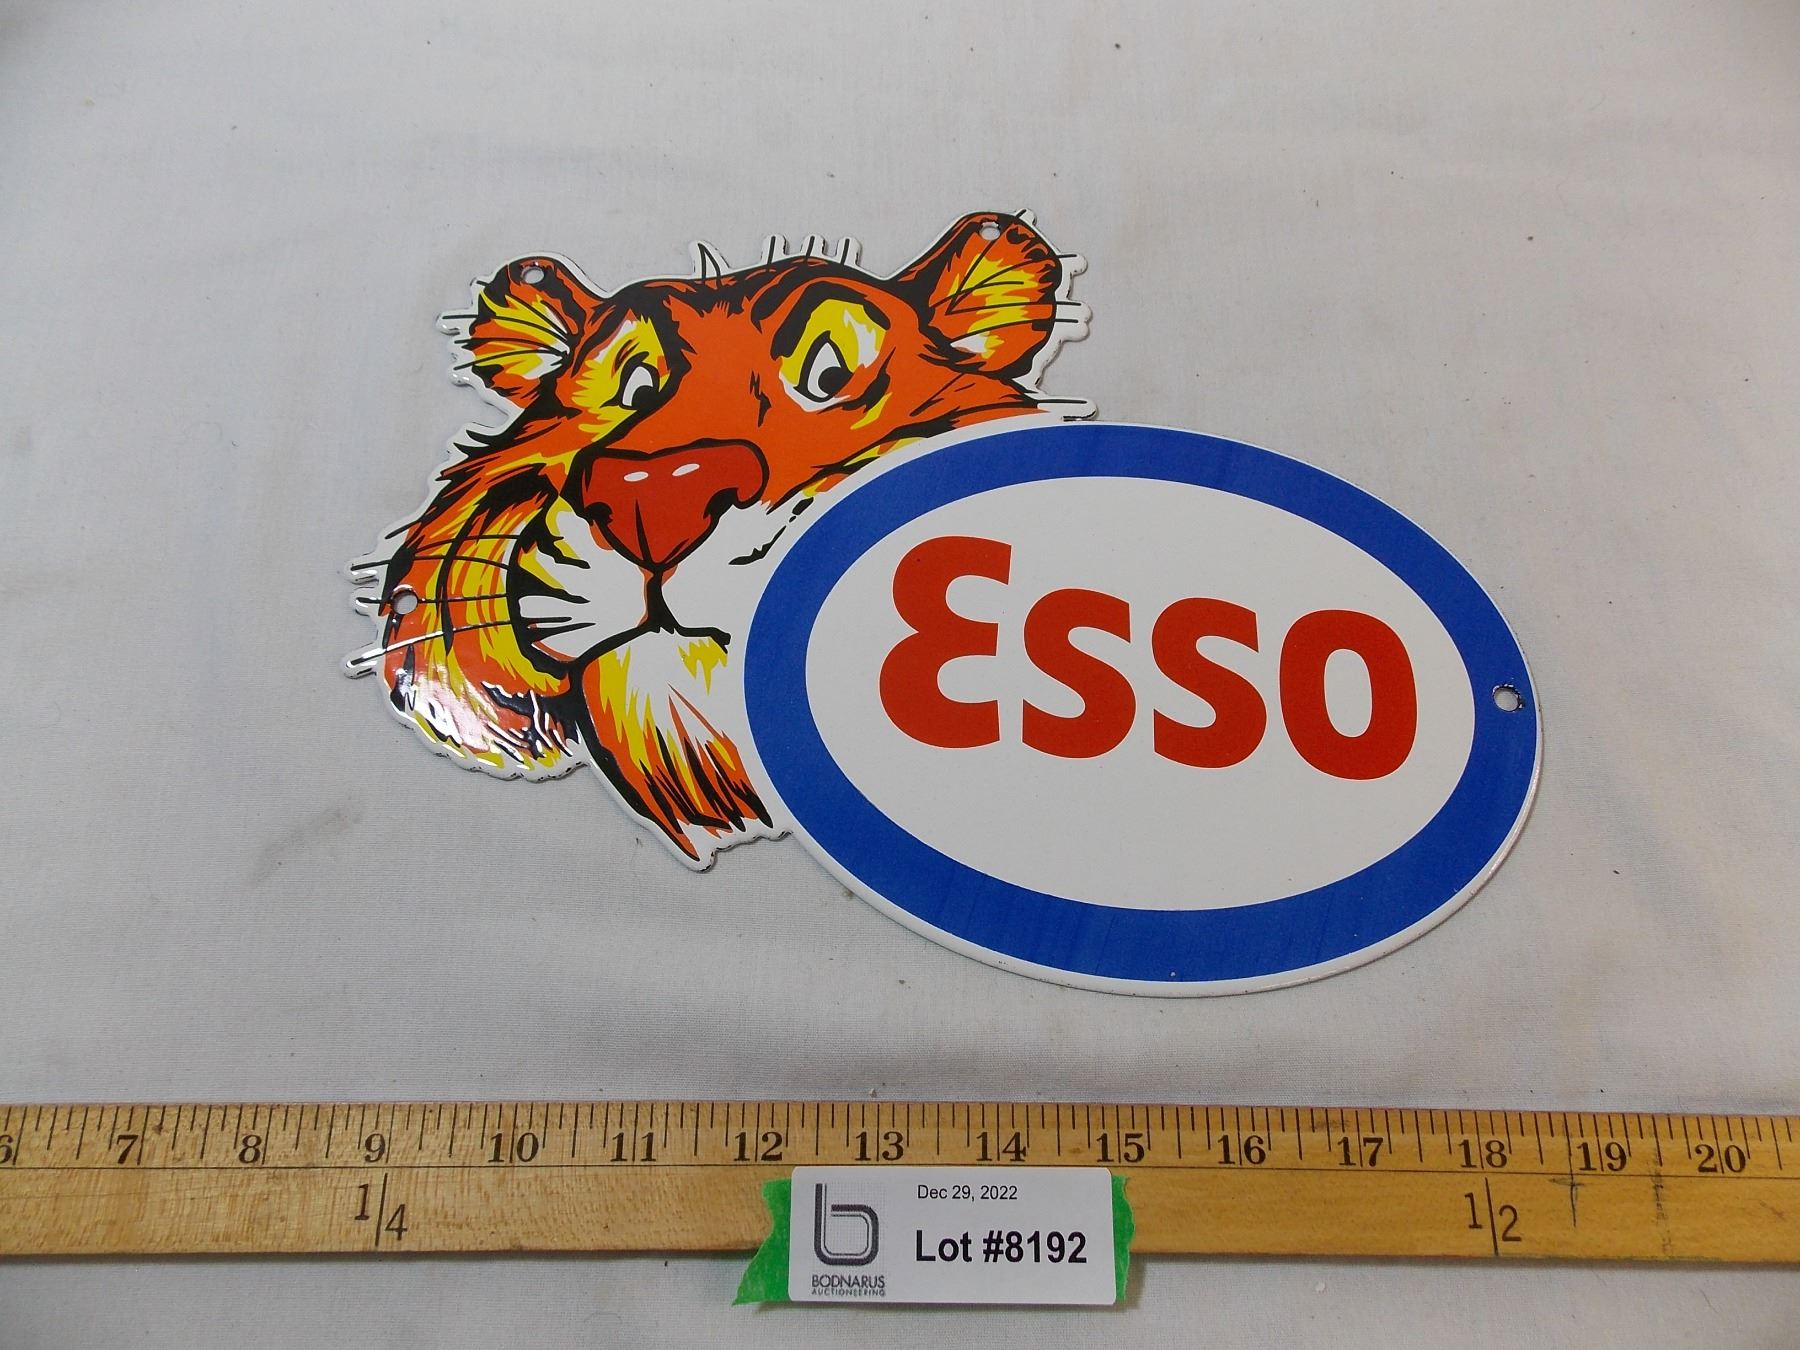 Esso
6 7 8 9 10 11 12 13 14 15 16 17 18 19 20
1/4 1/2
Dec 29, 2022
Lot #8192
b
BODNARUS
AUCTIONEERING